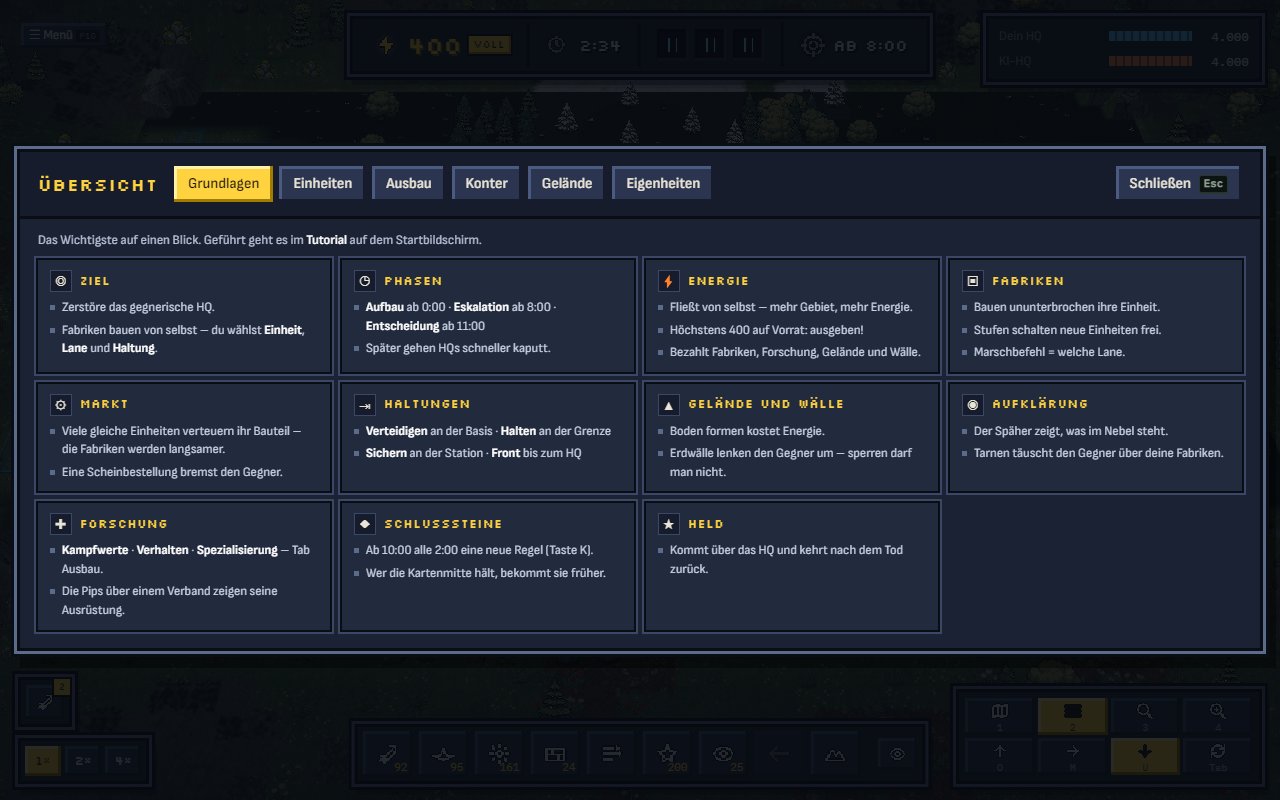 ☰ Menü F10
400 VOLL 2:34 AB 8:00
Dein HQ 4.000
KI-HQ 4.000
ÜBERSICHT Grundlagen Einheiten Ausbau Konter Gelände Eigenheiten Schließen Esc
Das Wichtigste auf einen Blick. Geführt geht es im Tutorial auf dem Startbildschirm.
ZIEL
Zerstöre das gegnerische HQ.
Fabriken bauen von selbst – du wählst Einheit,
Lane und Haltung.
PHASEN
Aufbau ab 0:00 · Eskalation ab 8:00 ·
Entscheidung ab 11:00
Später gehen HQs schneller kaputt.
ENERGIE
Fließt von selbst – mehr Gebiet, mehr Energie.
Höchstens 400 auf Vorrat: ausgeben!
Bezahlt Fabriken, Forschung, Gelände und Wälle.
FABRIKEN
Bauen ununterbrochen ihre Einheit.
Stufen schalten neue Einheiten frei.
Marschbefehl = welche Lane.
MARKT
Viele gleiche Einheiten verteuern ihr Bauteil –
die Fabriken werden langsamer.
Eine Scheinbestellung bremst den Gegner.
HALTUNGEN
Verteidigen an der Basis · Halten an der Grenze
Sichern an der Station · Front bis zum HQ
GELÄNDE UND WÄLLE
Boden formen kostet Energie.
Erdwälle lenken den Gegner um – sperren darf
man nicht.
AUFKLÄRUNG
Der Späher zeigt, was im Nebel steht.
Tarnen täuscht den Gegner über deine Fabriken.
FORSCHUNG
Kampfwerte · Verhalten · Spezialisierung – Tab
Ausbau.
Die Pips über einem Verband zeigen seine
Ausrüstung.
SCHLUSSSTEINE
Ab 10:00 alle 2:00 eine neue Regel (Taste K).
Wer die Kartenmitte hält, bekommt sie früher.
HELD
Kommt über das HQ und kehrt nach dem Tod
zurück.
2
1× 2× 4×
92 95 161 24 200 25
1 2 3 4
O M U Tab